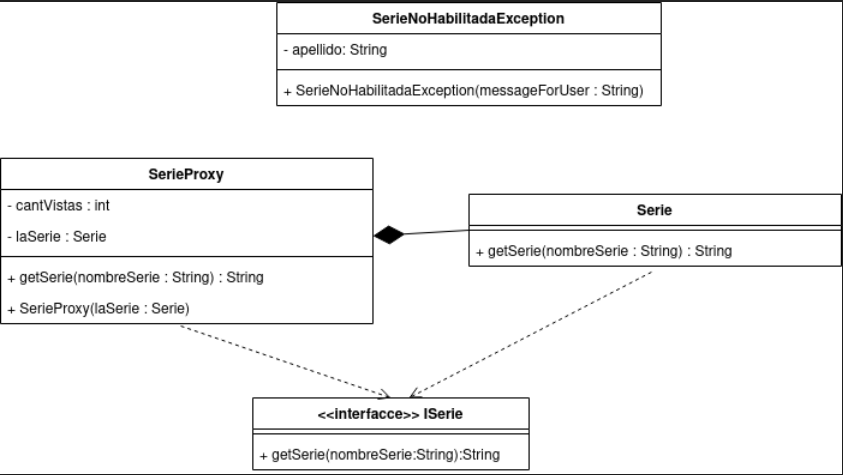 SerieNoHabilitadaException
- apellido: String
+ SerieNoHabilitadaException(messageForUser : String)
SerieProxy
- cantVistas : int
- laSerie : Serie
+ getSerie(nombreSerie : String) : String
+ SerieProxy(laSerie : Serie)
Serie
+ getSerie(nombreSerie : String) : String
<<interfacce>> ISerie
+ getSerie(nombreSerie:String):String